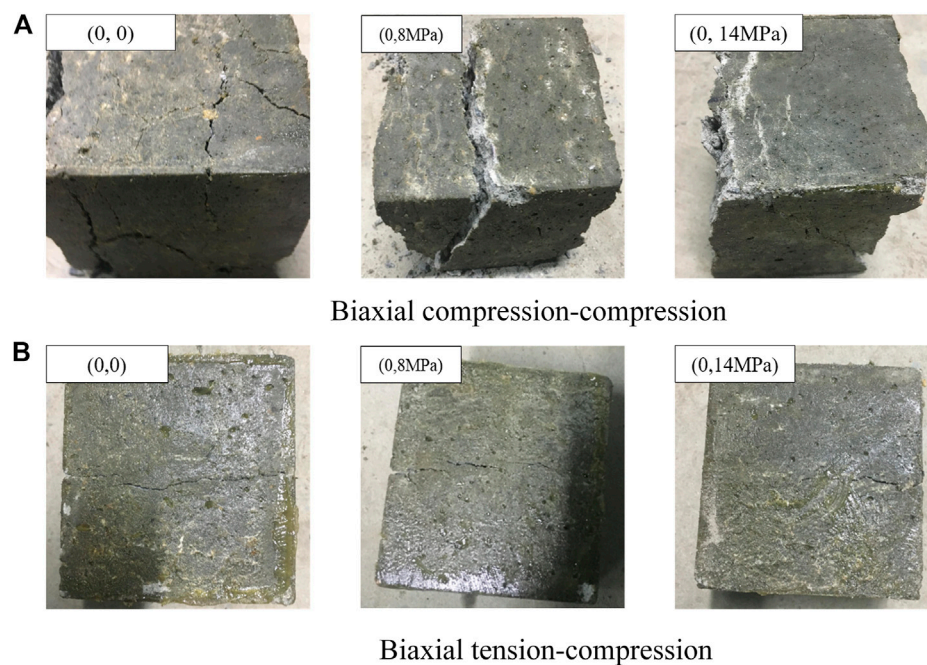 A
(0, 0)
(0,8MPa)
(0, 14MPa)
Biaxial compression-compression
B
(0,0)
(0,8MPa)
(0,14MPa)
Biaxial tension-compression